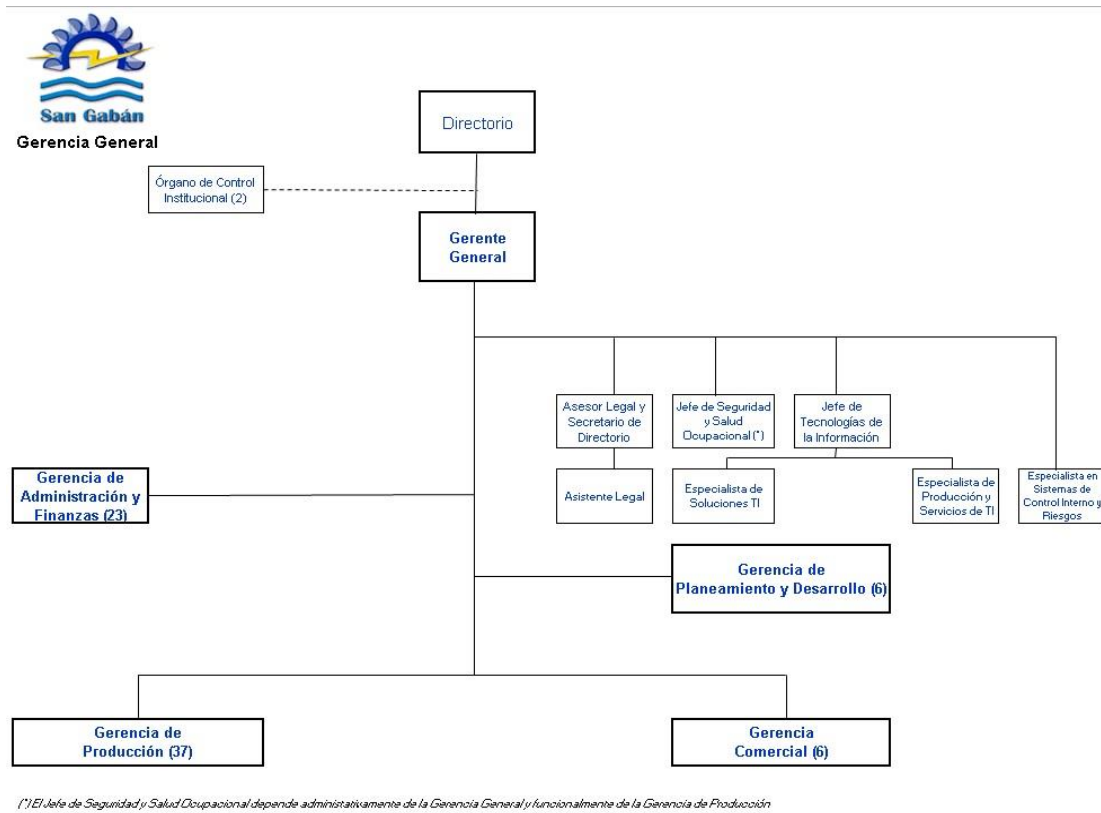 San Gabán
Gerencia General
Directorio
Órgano de Control
Institucional (2)
Gerente
General
Asesor Legal y
Secretario de
Directorio
Jefe de Seguridad
y Salud
Ocupacional (*)
Jefe de
Tecnologías de
la Información
Asistente Legal
Especialista de
Soluciones TI
Especialista de
Producción y
Servicios de TI
Especialista en
Sistemas de
Control Interno y
Riesgos
Gerencia de
Administración y
Finanzas (23)
Gerencia de
Planeamiento y Desarrollo (6)
Gerencia de
Producción (37)
Gerencia
Comercial (6)
(*) El Jefe de Seguridad y Salud Ocupacional depende administativamente de la Gerencia General y funcionalmente de la Gerencia de Producción